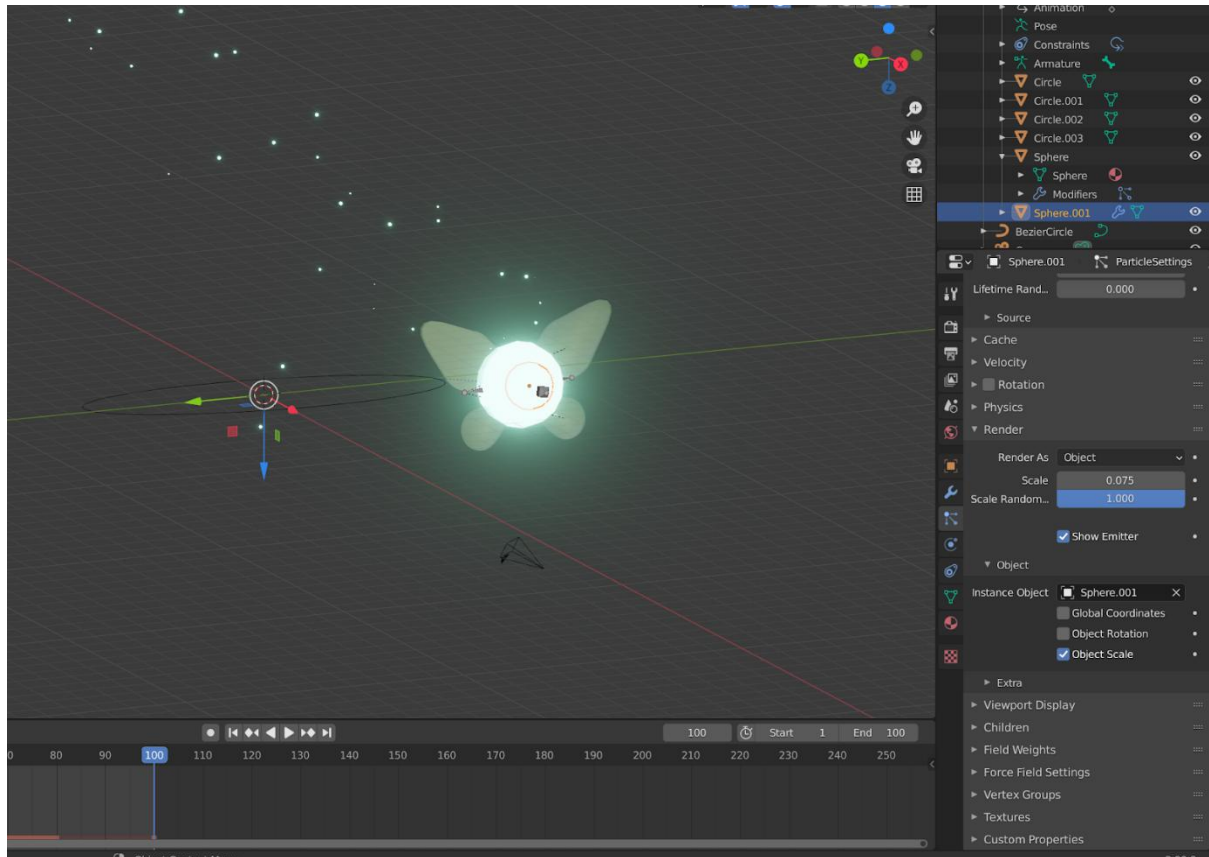 Animation
Pose
Constraints
Armature
Circle
Circle.001
Circle.002
Circle.003
Sphere
Sphere
Modifiers
Sphere.001
BezierCircle
Y
X
Z
Sphere.001 ParticleSettings
Lifetime Rand... 0.000
Source
Cache
Velocity
Rotation
Physics
Render
Render As Object
Scale 0.075
Scale Random... 1.000
Show Emitter
Object
Instance Object Sphere.001
Global Coordinates
Object Rotation
Object Scale
Extra
Viewport Display
Children
Field Weights
Force Field Settings
Vertex Groups
Textures
Custom Properties
100 Start 1 End 100
80 90 100 110 120 130 140 150 160 170 180 190 200 210 220 230 240 250